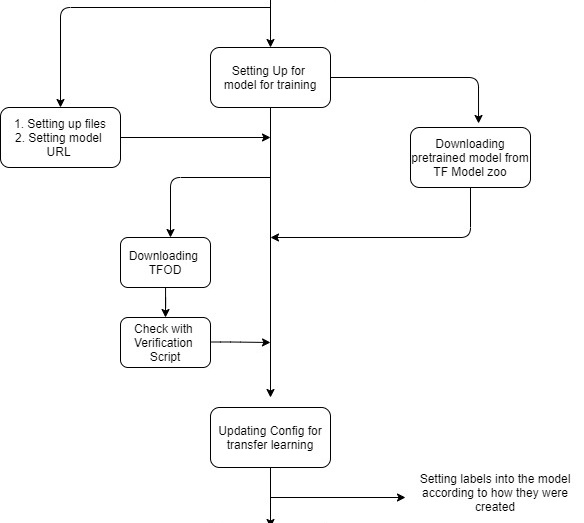 Setting Up for
model for training
1. Setting up files
2. Setting model
URL
Downloading
pretrained model from
TF Model zoo
Downloading
TFOD
Check with
Verification
Script
Updating Config for
transfer learning
Setting labels into the model
according to how they were
created